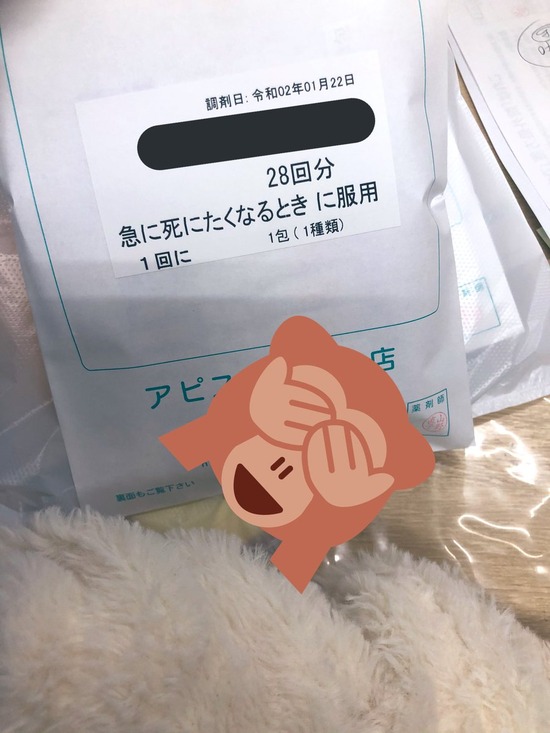 調剤日:令和02年01月22日
28回分
急に死にたくなるときに服用
1回に 1包(1種類)
アピス 店
薬剤師
裏面もご覧下さい